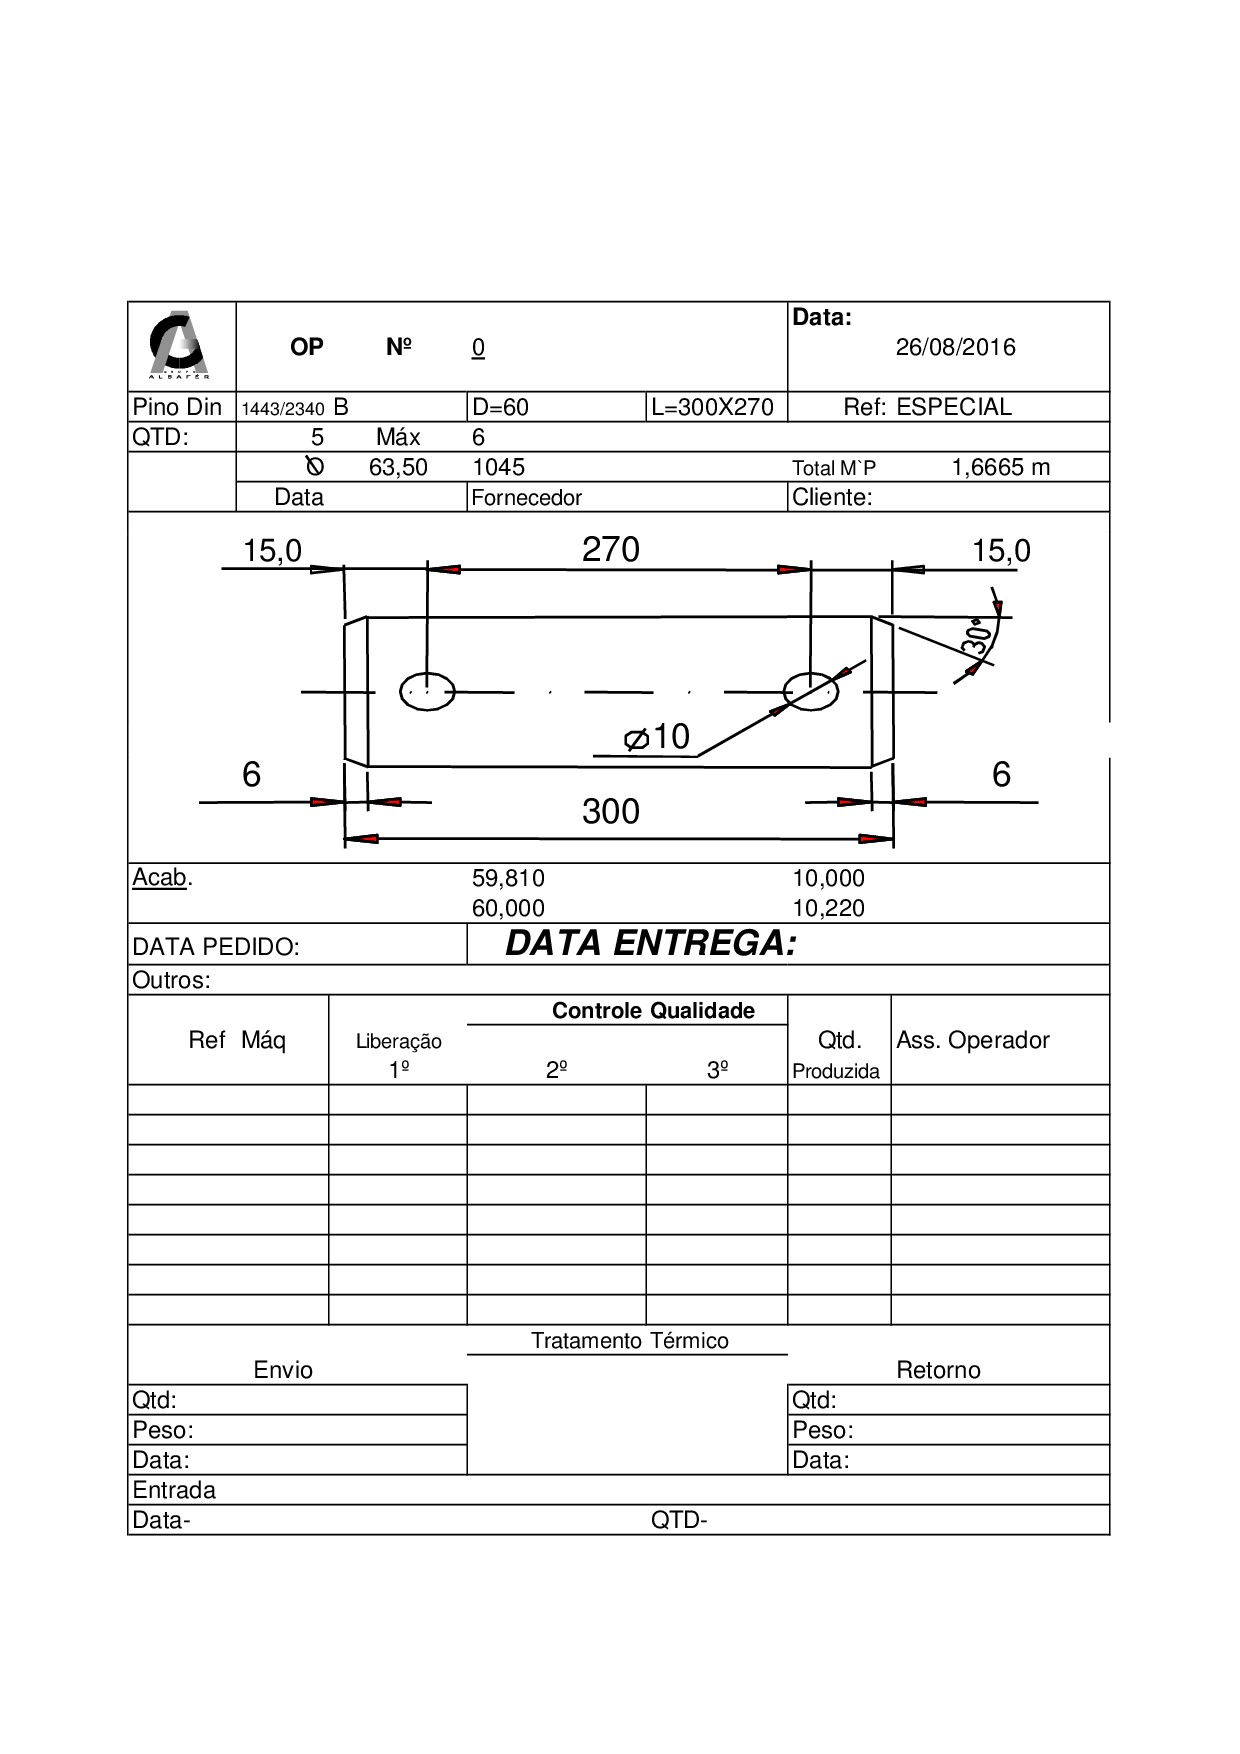 ALBAFÉR
Data:
OP Nº 0 26/08/2016
Pino Din 1443/2340 B D=60 L=300X270 Ref: ESPECIAL
QTD: 5 Máx 6
Ø 63,50 1045 Total M`P 1,6665 m
Data Fornecedor Cliente:
15,0 270 15,0
30°
Ø10
6 6
300
Acab. 59,810 10,000
60,000 10,220
DATA PEDIDO: DATA ENTREGA:
Outros:
Controle Qualidade
Ref Máq Liberação Qtd. Ass. Operador
1º 2º 3º Produzida
Tratamento Térmico
Envio Retorno
Qtd: Qtd:
Peso: Peso:
Data: Data:
Entrada
Data- QTD-